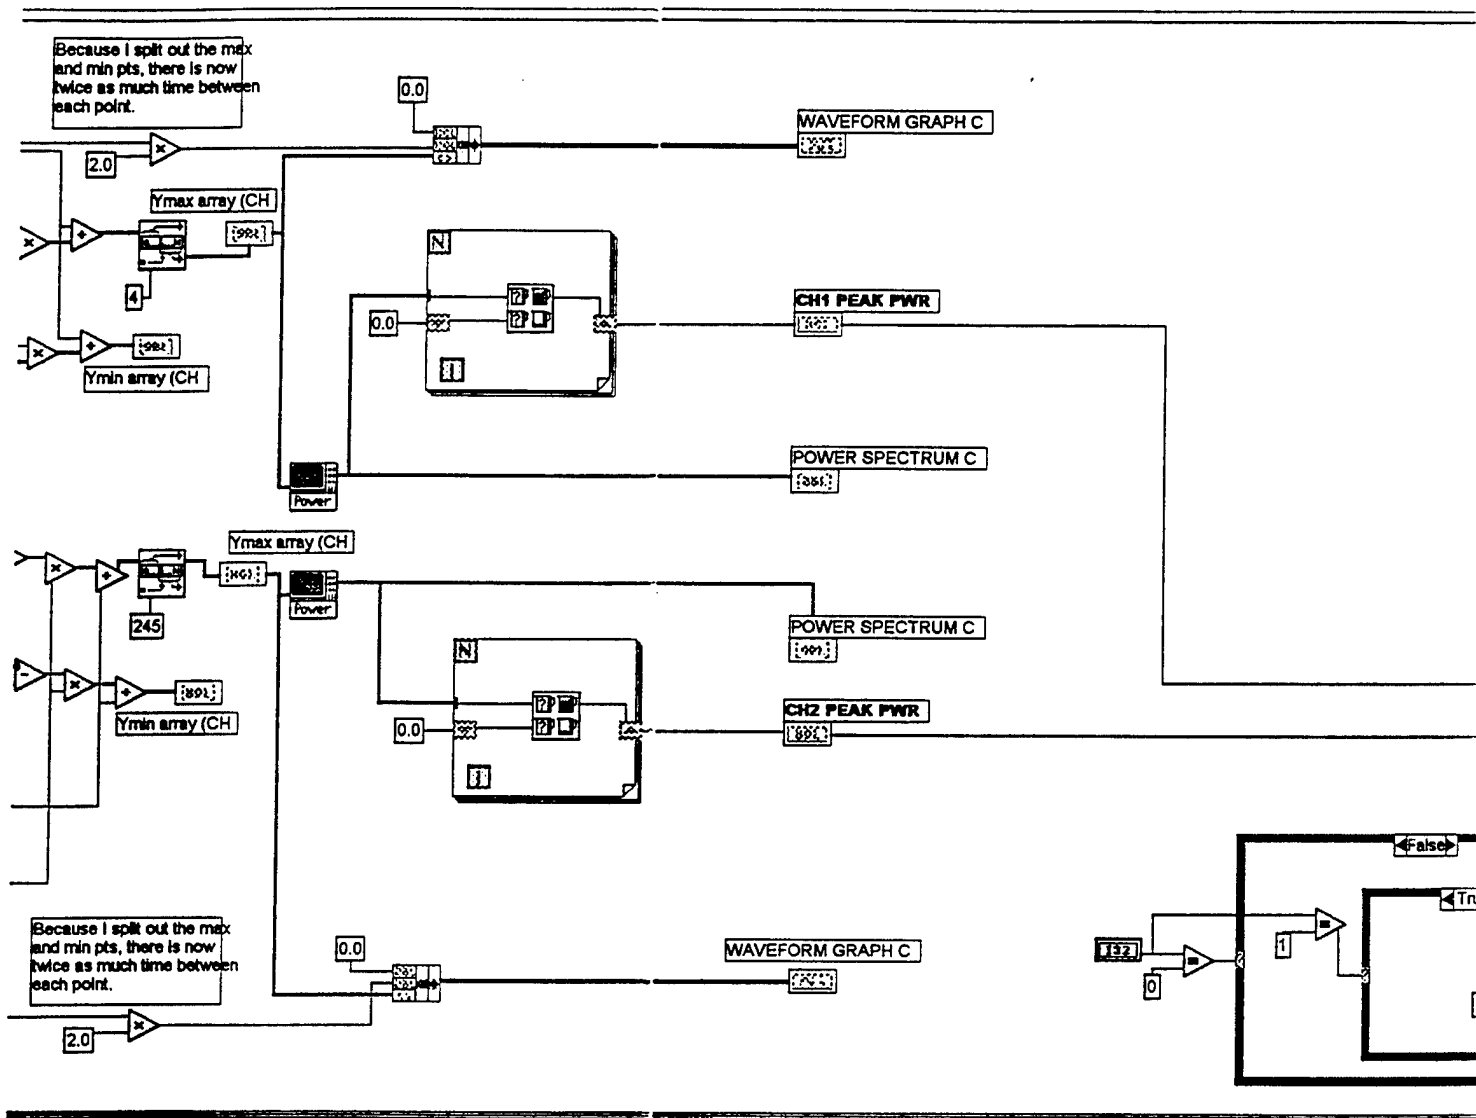 Because I split out the max
and min pts, there is now
twice as much time between
each point.
0.0
2.0
WAVEFORM GRAPH C
Ymax array (CH
4
N
0.0
CH1 PEAK PWR
Ymin array (CH
POWER SPECTRUM C
Power
Ymax array (CH
Power
245
POWER SPECTRUM C
N
0.0
CH2 PEAK PWR
Ymin array (CH
False
Tru
Because I split out the max
and min pts, there is now
twice as much time between
each point.
0.0
WAVEFORM GRAPH C
I32
1
0
2.0